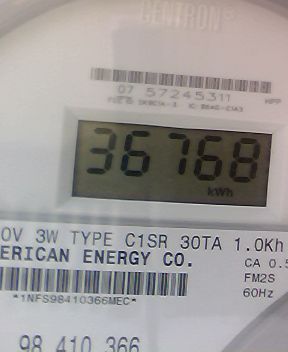 CENTRON®
07 57245311
36768
kWh
0V 3W TYPE C1SR 30TA 1.0Kh
ERICAN ENERGY CO.
CA 0.5
FM2S
60Hz
*1NFS98410366MEC*
98 410 366